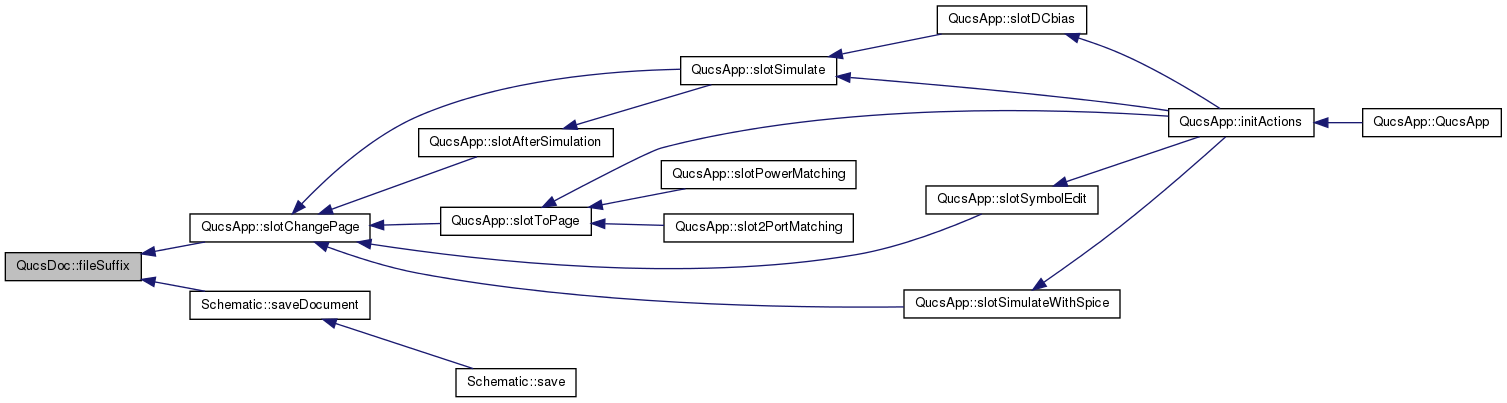 QucsApp::slotDCbias
QucsApp::slotSimulate
QucsApp::initActions
QucsApp::QucsApp
QucsApp::slotAfterSimulation
QucsApp::slotPowerMatching
QucsApp::slotSymbolEdit
QucsApp::slotChangePage
QucsApp::slotToPage
QucsApp::slot2PortMatching
QucsDoc::fileSuffix
Schematic::saveDocument
QucsApp::slotSimulateWithSpice
Schematic::save